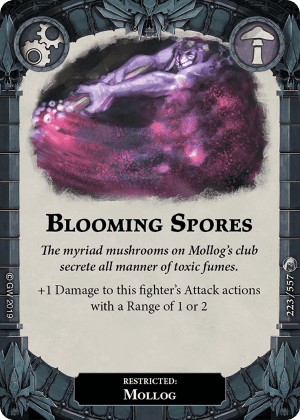 BLOOMING SPORES
The myriad mushrooms on Mollog's club
secrete all manner of toxic fumes.
+1 Damage to this fighter's Attack actions
with a Range of 1 or 2
© GW 2019
223/557
RESTRICTED:
MOLLOG